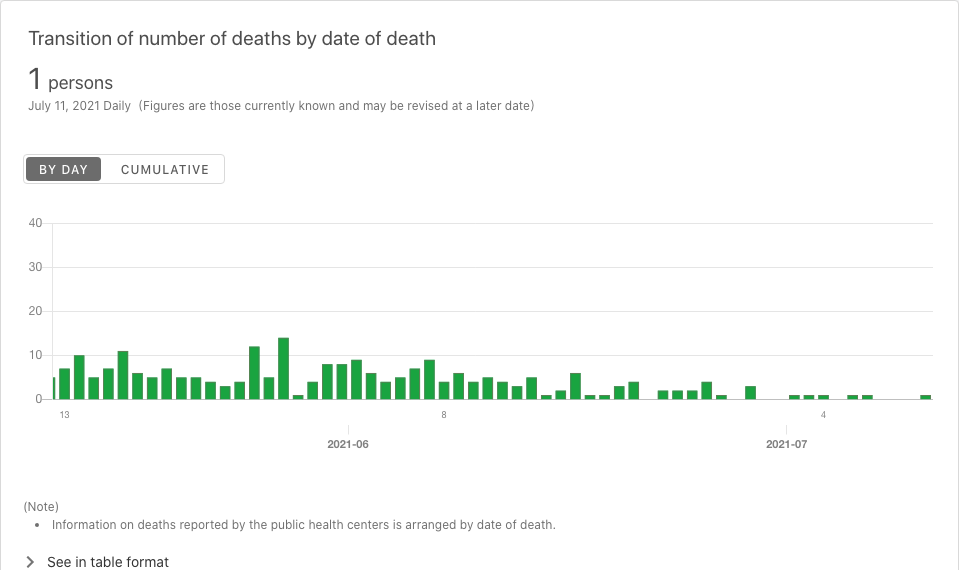 Transition of number of deaths by date of death
1 persons
July 11, 2021 Daily (Figures are those currently known and may be revised at a later date)
BY DAY CUMULATIVE
40
30
20
10
0
13 8 4
2021-06 2021-07
(Note)
• Information on deaths reported by the public health centers is arranged by date of death.
See in table format